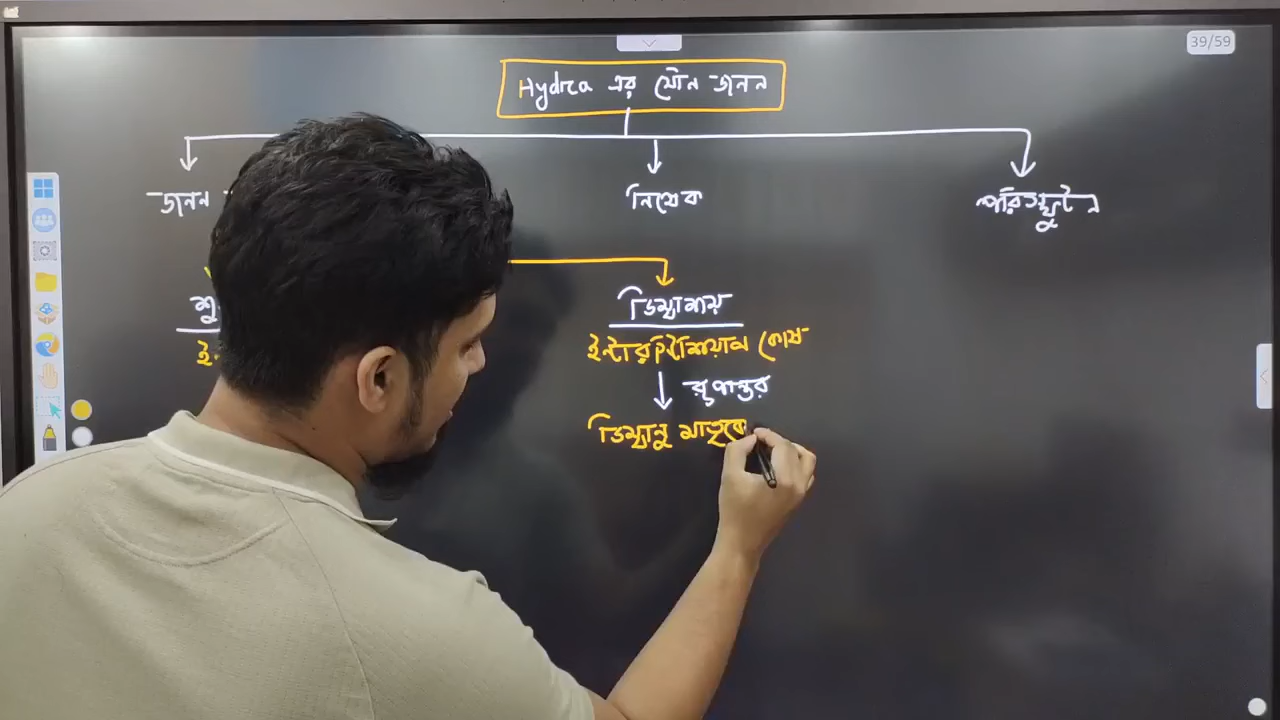 39/59
Hydra এর যৌন জনন
জনন
নিষেক
পরিস্ফুটন
শু
ডিম্বাশয়
ই
ইন্টারস্টিশিয়াল কোষ
রূপান্তর
ডিম্বানু মাতৃকো